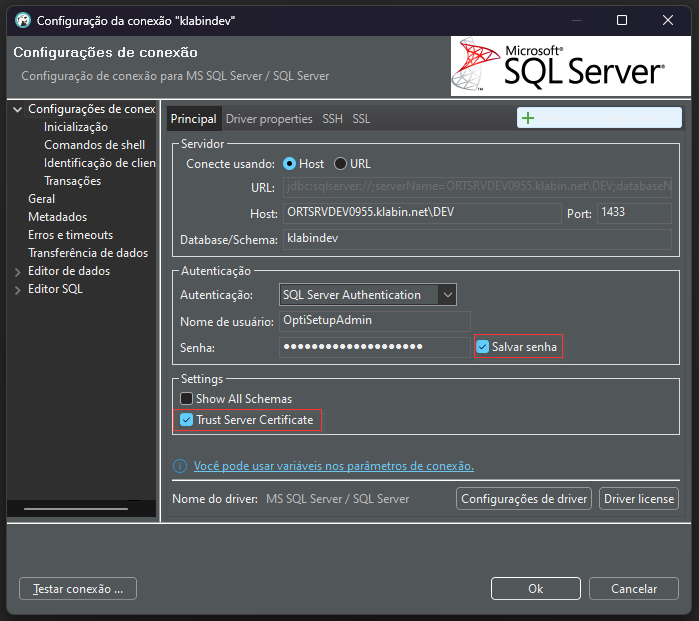 Configuração da conexão "klabindev"
Configurações de conexão
Configuração de conexão para MS SQL Server / SQL Server
Microsoft®
SQL Server®
Configurações de conex
Inicialização
Comandos de shell
Identificação de clien
Transações
Geral
Metadados
Erros e timeouts
Transferência de dados
Editor de dados
Editor SQL
Principal Driver properties SSH SSL
Servidor
Conecte usando: Host URL
URL: jdbc:sqlserver://;serverName=ORTSRVDEV0955.klabin.net\DEV;databaseN
Host: ORTSRVDEV0955.klabin.net\DEV Port: 1433
Database/Schema: klabindev
Autenticação
Autenticação: SQL Server Authentication
Nome de usuário: OptiSetupAdmin
Senha: ●●●●●●●●●●●●●●●●●●●● Salvar senha
Settings
Show All Schemas
Trust Server Certificate
Você pode usar variáveis nos parâmetros de conexão.
Nome do driver: MS SQL Server / SQL Server Configurações de driver Driver license
Testar conexão ... Ok Cancelar